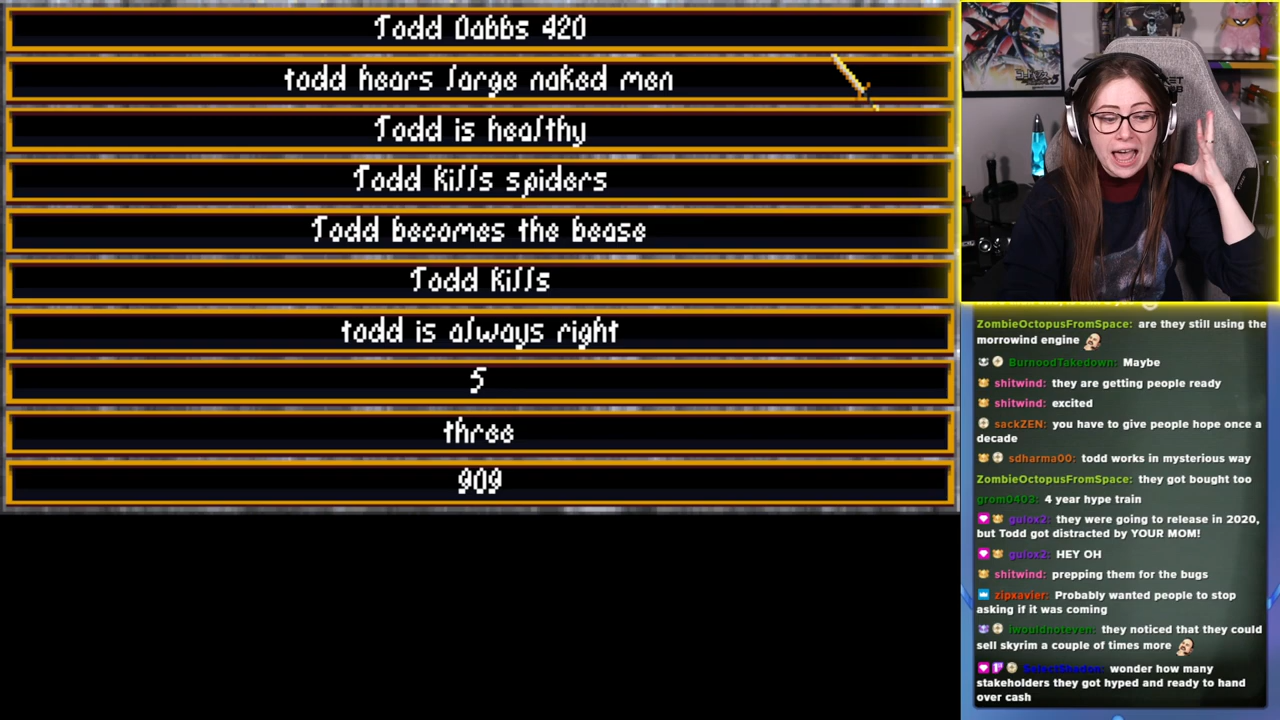 Todd Dabbs 420
todd hears large naked men
Todd is healthy
Todd kills spiders
Todd becomes the bease
Todd kills
todd is always right
5
three
909
ZombieOctopusFromSpace: are they still using the
morrowind engine
BurnoodTakedown: Maybe
shitwind: they are getting people ready
shitwind: excited
sackZEN: you have to give people hope once a
decade
sdharma00: todd works in mysterious way
ZombieOctopusFromSpace: they got bought too
grom0403: 4 year hype train
guiox2: they were going to release in 2020,
but Todd got distracted by YOUR MOM!
guiox2: HEY OH
shitwind: prepping them for the bugs
zipxavier: Probably wanted people to stop
asking if it was coming
iwouldnoteven: they noticed that they could
sell skyrim a couple of times more
SelectShadon: wonder how many
stakeholders they got hyped and ready to hand
over cash